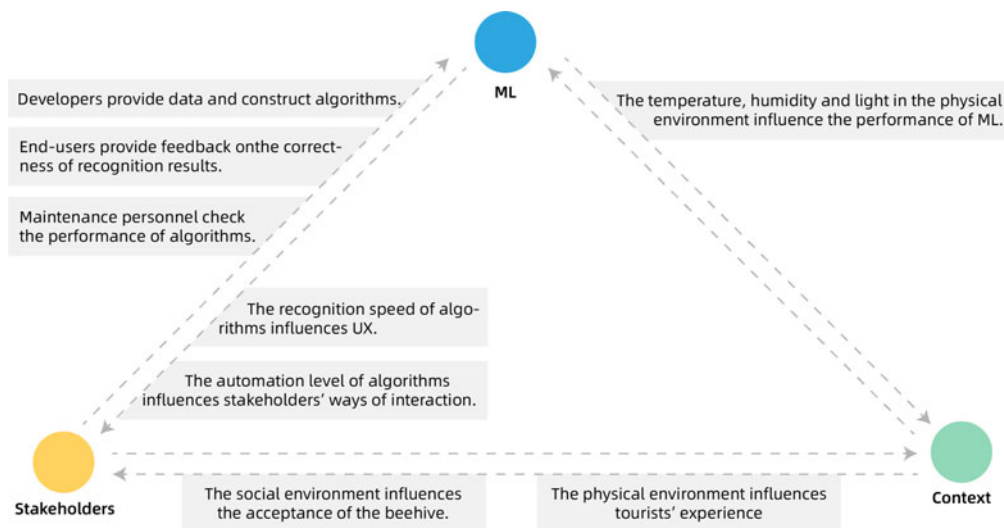 ML
Developers provide data and construct algorithms.
The temperature, humidity and light in the physical
environment influence the performance of ML.
End-users provide feedback onthe correct-
ness of recognition results.
Maintenance personnel check
the performance of algorithms.
The recognition speed of algo-
rithms influences UX.
The automation level of algorithms
influences stakeholders’ ways of interaction.
Stakeholders
The social environment influences
the acceptance of the beehive.
The physical environment influences
tourists’ experience
Context